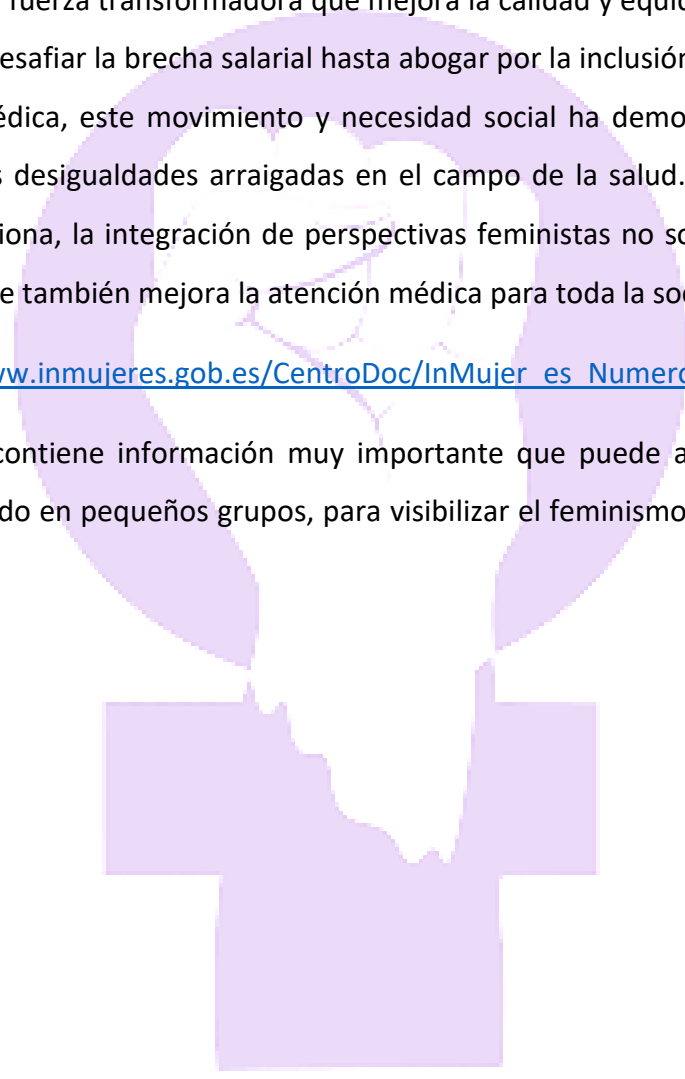 fuerza transformadora que mejora la calidad y equid
esafiar la brecha salarial hasta abogar por la inclusión
édica, este movimiento y necesidad social ha demo
s desigualdades arraigadas en el campo de la salud.
iona, la integración de perspectivas feministas no so
e también mejora la atención médica para toda la soc
ww.inmujeres.gob.es/CentroDoc/InMujer_es_Numero
contiene información muy importante que puede a
do en pequeños grupos, para visibilizar el feminismo